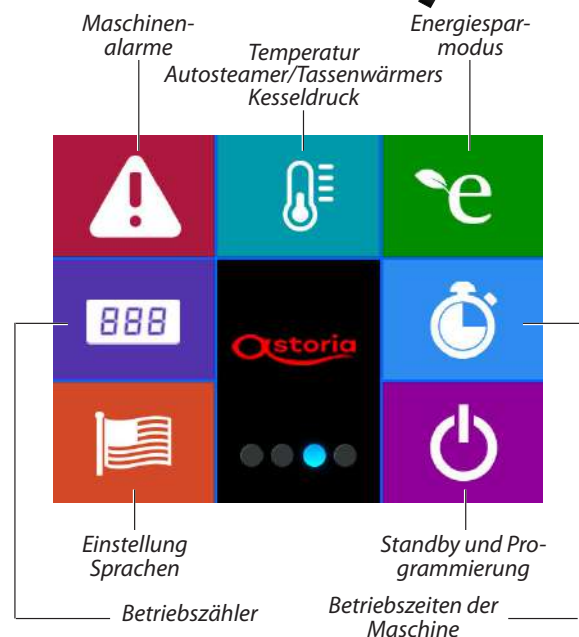 Maschinen-
alarme
Temperatur
Autosteamer/Tassenwärmers
Kesseldruck
Energiespar-
modus
e
888
astoria
Einstellung
Sprachen
Standby und Pro-
grammierung
Betriebszähler
Betriebszeiten der
Maschine